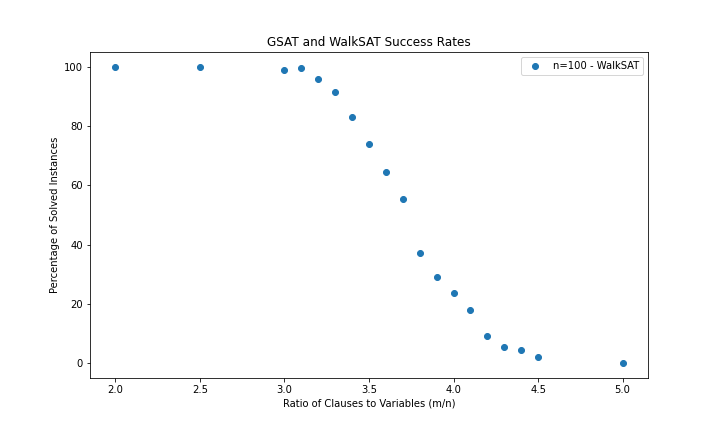 GSAT and WalkSAT Success Rates
n=100 - WalkSAT
Percentage of Solved Instances
100
80
60
40
20
0
2.0 2.5 3.0 3.5 4.0 4.5 5.0
Ratio of Clauses to Variables (m/n)